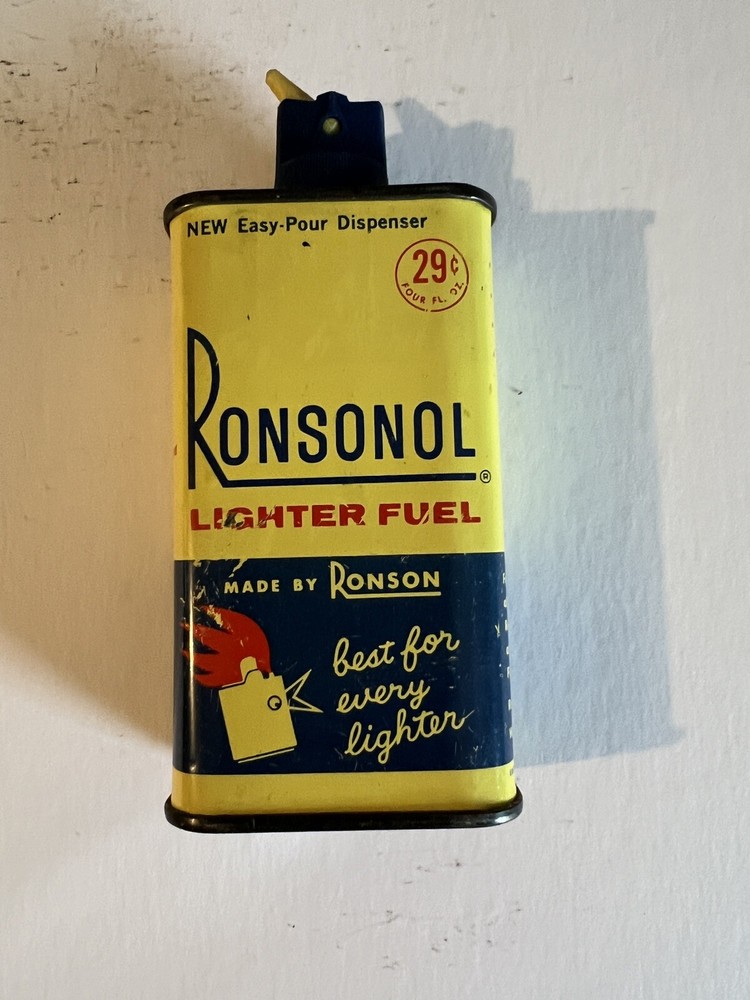 NEW Easy-Pour Dispenser
29¢
FOUR FL. OZ.
RONSONOL®
LIGHTER FUEL
MADE BY RONSON
best for
every
lighter